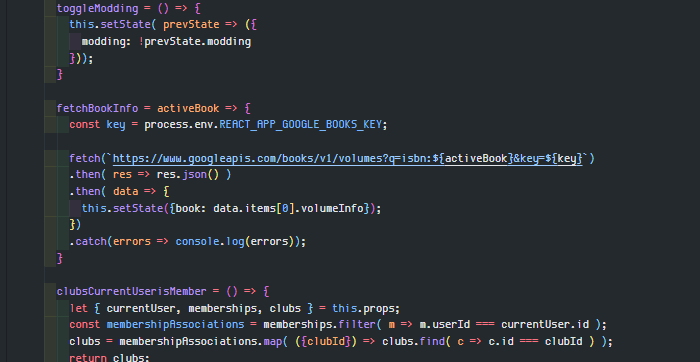 toggleModding = () => {
this.setState( prevState => ({
modding: !prevState.modding
}));
}
fetchBookInfo = activeBook => {
const key = process.env.REACT_APP_GOOGLE_BOOKS_KEY;
fetch(`https://www.googleapis.com/books/v1/volumes?q=isbn:${activeBook}&key=${key}`)
.then( res => res.json() )
.then( data => {
this.setState({book: data.items[0].volumeInfo});
})
.catch(errors => console.log(errors));
}
clubsCurrentUserisMember = () => {
let { currentUser, memberships, clubs } = this.props;
const membershipAssociations = memberships.filter( m => m.userId === currentUser.id );
clubs = membershipAssociations.map( ({clubId}) => clubs.find( c => c.id === clubId ) );
return clubs;